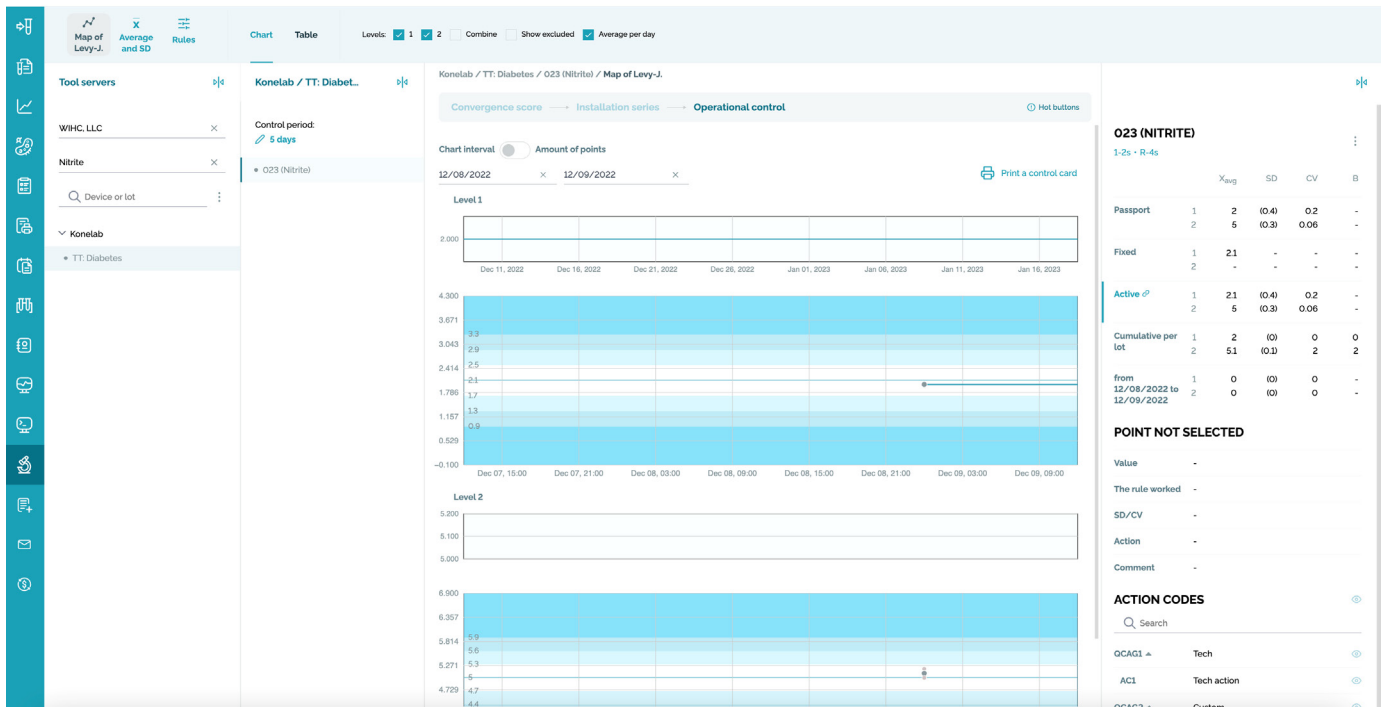 Map of
Levy-J.
x
Average
and SD
Rules
Chart
Table
Levels: 1 2 Combine Show excluded Average per day
Tool servers
WIHC, LLC
Nitrite
Device or lot
Konelab
TT: Diabetes
Konelab / TT: Diabet...
Control period:
5 days
023 (Nitrite)
Konelab / TT: Diabetes / 023 (Nitrite) / Map of Levy-J.
Convergence score → Installation series → Operational control
Hot buttons
Chart interval Amount of points
12/08/2022 12/09/2022
Print a control card
Level 1
2.000
Dec 11, 2022 Dec 16, 2022 Dec 21, 2022 Dec 26, 2022 Jan 01, 2023 Jan 06, 2023 Jan 11, 2023 Jan 16, 2023
4.300
3.671
3.3
3.043
2.9
2.5
2.414
2.1
1.786
1.7
1.3
1.157
0.9
0.529
−0.100
Dec 07, 15:00 Dec 07, 21:00 Dec 08, 03:00 Dec 08, 09:00 Dec 08, 15:00 Dec 08, 21:00 Dec 09, 03:00 Dec 09, 09:00
Level 2
5.200
5.100
5.000
6.900
6.357
5.9
5.814
5.6
5.3
5.271
5
4.729
4.7
4.4
023 (NITRITE)
1-2s • R-4s
Xavg SD CV B
Passport 1 2 (0.4) 0.2 -
2 5 (0.3) 0.06 -
Fixed 1 2.1 - - -
2 - - - -
Active 1 2.1 (0.4) 0.2 -
2 5 (0.3) 0.06 -
Cumulative per 1 2 (0) 0 0
lot 2 5.1 (0.1) 2 2
from 1 0 (0) 0 -
12/08/2022 to 2 0 (0) 0 -
12/09/2022
POINT NOT SELECTED
Value -
The rule worked -
SD/CV -
Action -
Comment -
ACTION CODES
Search
QCAG1 Tech
AC1 Tech action
QCAG2 Custom